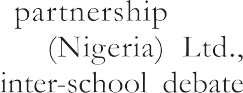 partnership
(Nigeria) Ltd.,
inter-school debate